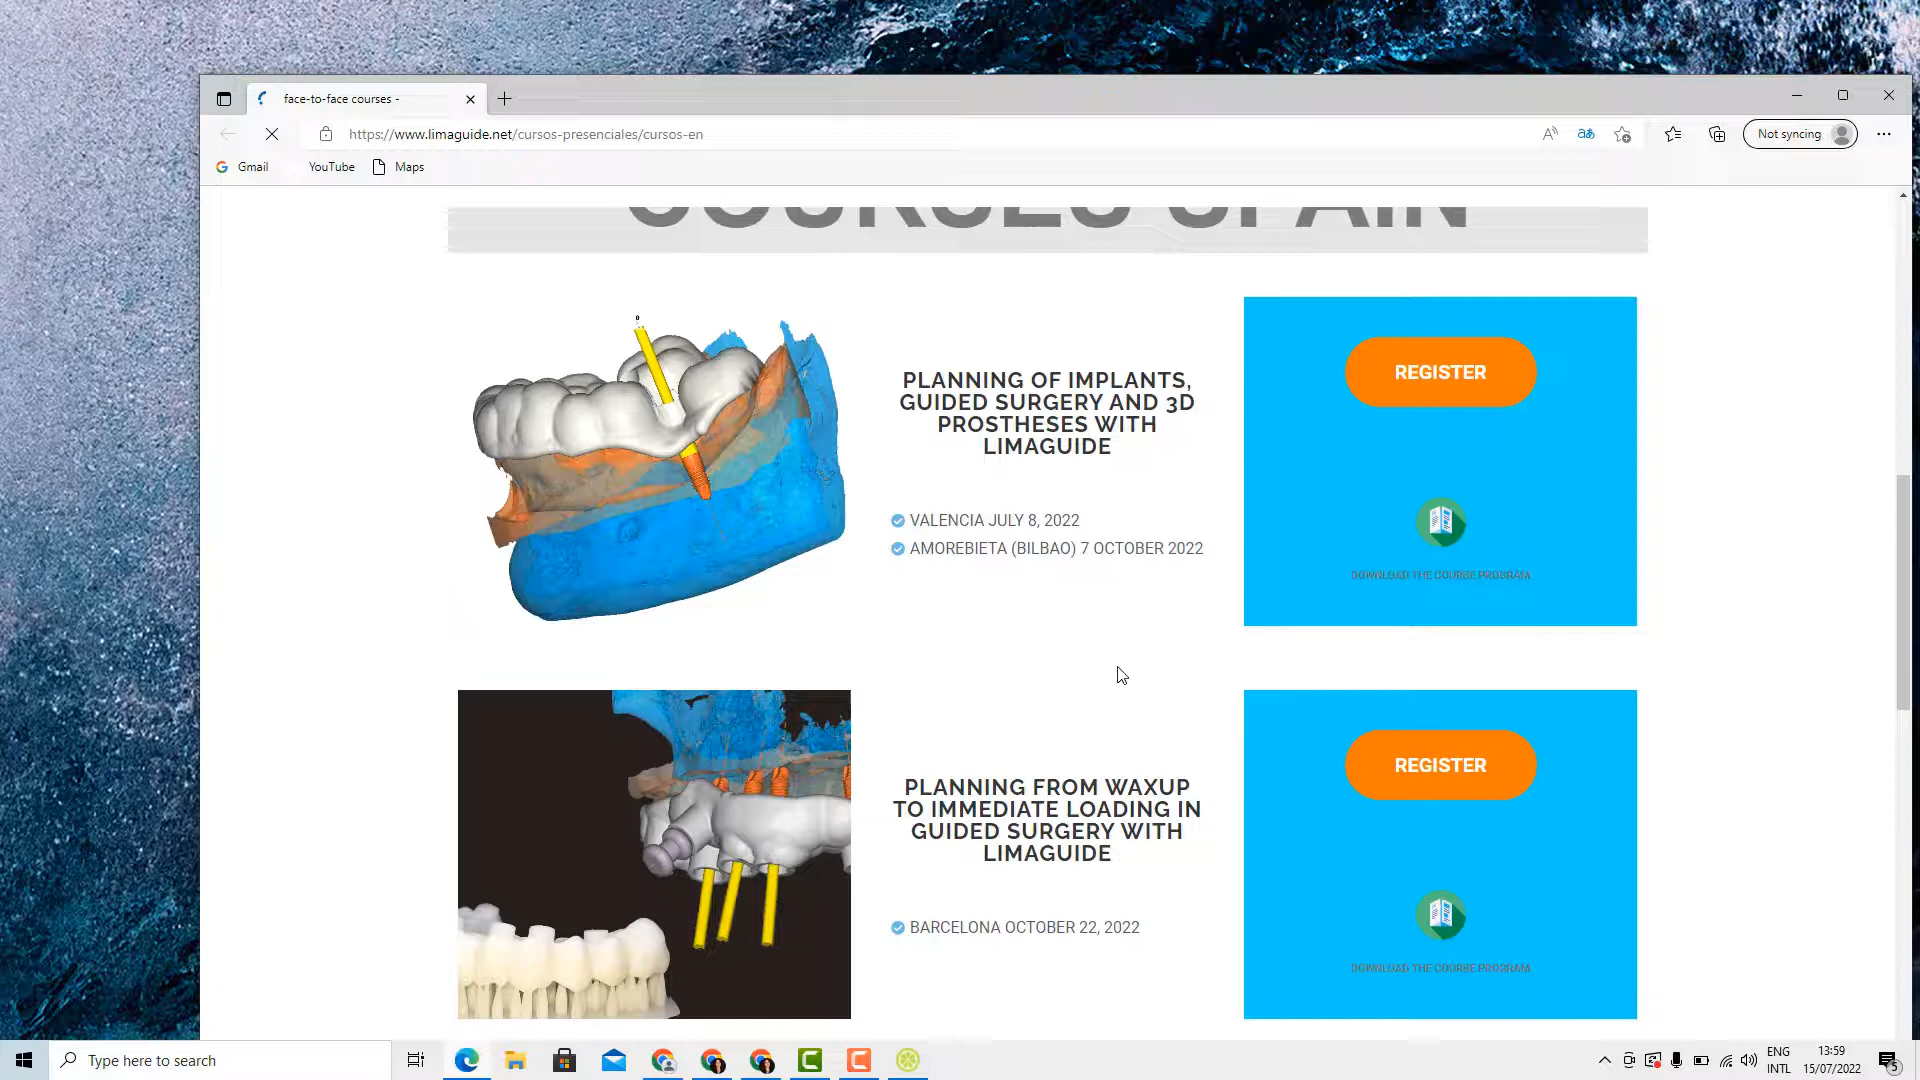 face-to-face courses -
https://www.limaguide.net/cursos-presenciales/cursos-en
Not syncing
Gmail
YouTube
Maps
COURSES SPAIN
PLANNING OF IMPLANTS,
GUIDED SURGERY AND 3D
PROSTHESES WITH
LIMAGUIDE
VALENCIA JULY 8, 2022
AMOREBIETA (BILBAO) 7 OCTOBER 2022
REGISTER
DOWNLOAD THE COURSE PROGRAM
PLANNING FROM WAXUP
TO IMMEDIATE LOADING IN
GUIDED SURGERY WITH
LIMAGUIDE
BARCELONA OCTOBER 22, 2022
REGISTER
DOWNLOAD THE COURSE PROGRAM
Type here to search
ENG
INTL
13:59
15/07/2022
5